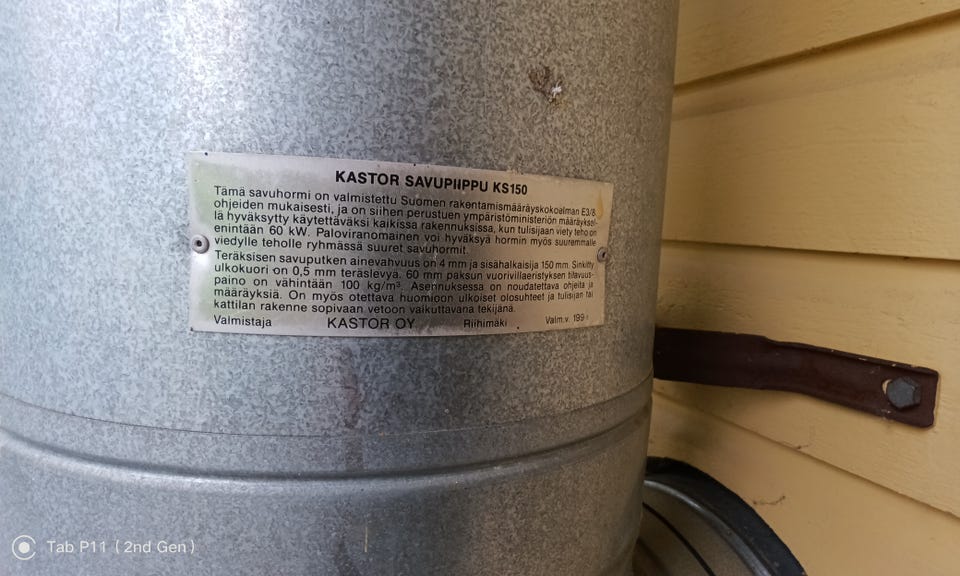 KASTOR SAVUPIIPPU KS150
Tämä savuhormi on valmistettu Suomen rakentamismääräyskokoelman E3/8
ohjeiden mukaisesti, ja on siihen perustuen ympäristöministeriön määräyksel-
lä hyväksytty käytettäväksi kaikissa rakennuksissa, kun tulisijaan viety teho on
enintään 60 kW. Paloviranomainen voi hyväksyä hormin myös suuremmalle
viedylle teholle ryhmässä suuret savuhormit.
Teräksisen savuputken ainevahvuus on 4 mm ja sisähalkaisija 150 mm. Sinkitty
ulkokuori on 0,5 mm teräslevyä. 60 mm paksun vuorivillaeristyksen tilavuus-
paino on vähintään 100 kg/m³. Asennuksessa on noudatettava ohjeita ja
määräyksiä. On myös otettava huomioon ulkoiset olosuhteet ja tulisijan tai
kattilan rakenne sopivaan vetoon vaikuttavana tekijänä.
Valmistaja KASTOR OY Riihimäki Valm.v.
Tab P11 (2nd Gen)